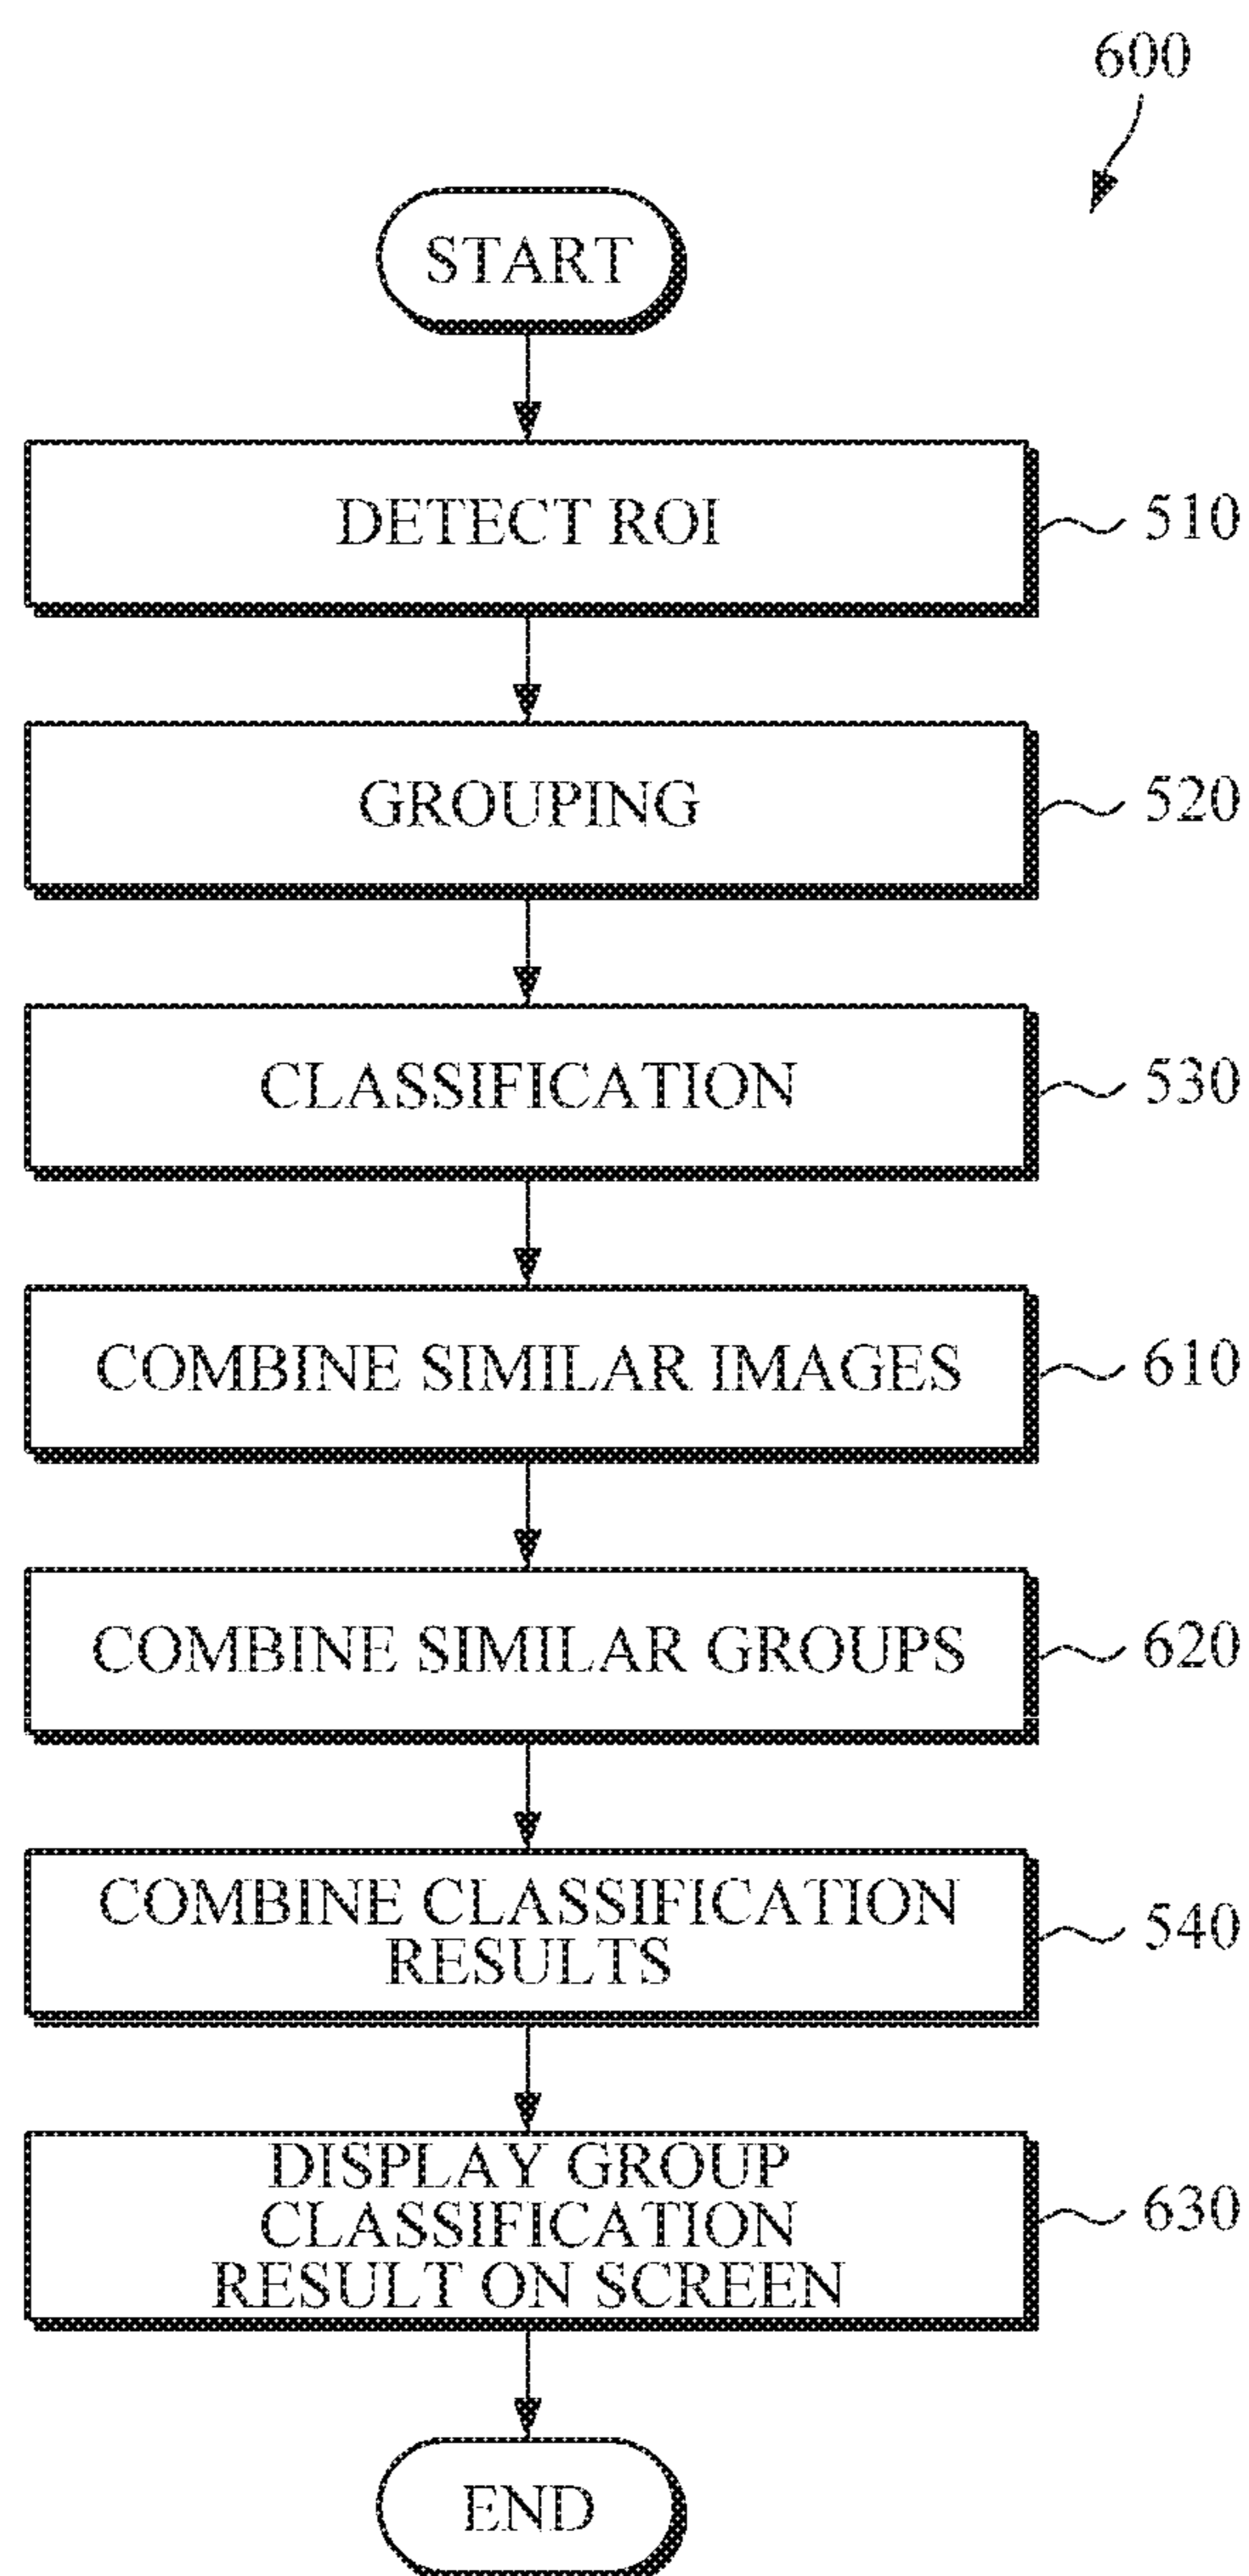 600
START
DETECT ROI
510
GROUPING
520
CLASSIFICATION
530
COMBINE SIMILAR IMAGES
610
COMBINE SIMILAR GROUPS
620
COMBINE CLASSIFICATION
RESULTS
540
DISPLAY GROUP
CLASSIFICATION
RESULT ON SCREEN
630
END